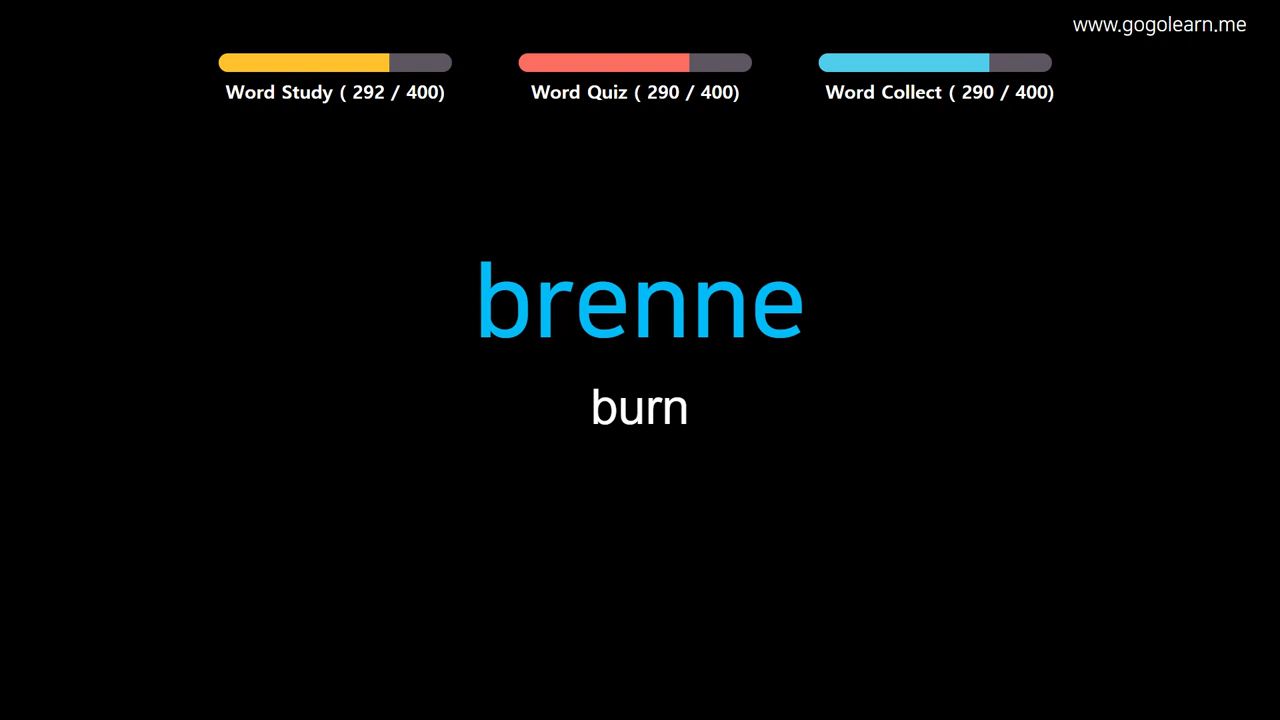 www.gogolearn.me
Word Study ( 292 / 400)
Word Quiz ( 290 / 400)
Word Collect ( 290 / 400)
brenne
burn